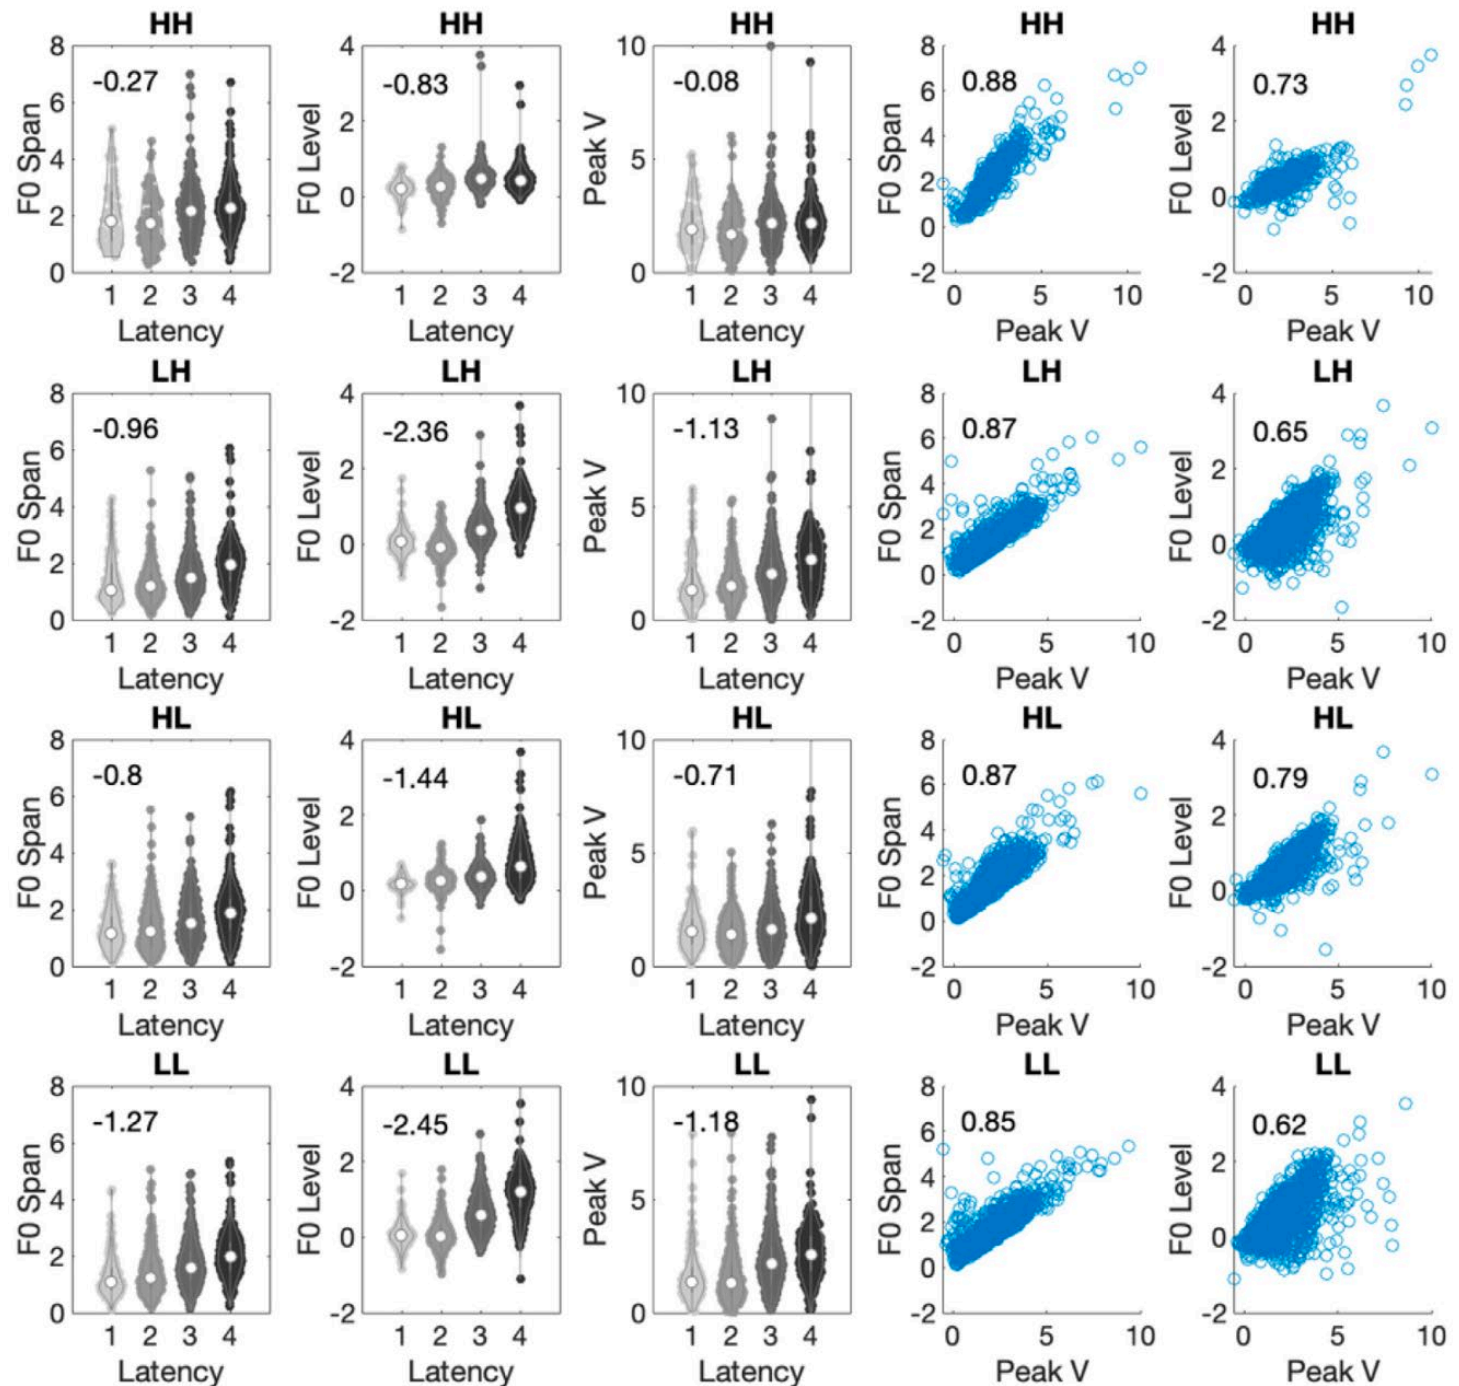 HH HH HH HH HH
8 4 10 8 4
-0.27 -0.83 -0.08 0.88 0.73
6 6
2 2
4 5 4
0 2 0
2 0
0 -2 0 -2 -2
1 2 3 4 1 2 3 4 1 2 3 4 0 5 10 0 5 10
F0 Span F0 Level Peak V F0 Span F0 Level
Latency Latency Latency Peak V Peak V
LH LH LH LH LH
8 4 10 8 4
-0.96 -2.36 -1.13 0.87 0.65
6 6
2 2
4 5 4
0 2 0
2 0
0 -2 0 -2 -2
1 2 3 4 1 2 3 4 1 2 3 4 0 5 10 0 5 10
F0 Span F0 Level Peak V F0 Span F0 Level
Latency Latency Latency Peak V Peak V
HL HL HL HL HL
8 4 10 8 4
-0.8 -1.44 -0.71 0.87 0.79
6 6
2 2
4 5 4
0 2 0
2 0
0 -2 0 -2 -2
1 2 3 4 1 2 3 4 1 2 3 4 0 5 10 0 5 10
F0 Span F0 Level Peak V F0 Span F0 Level
Latency Latency Latency Peak V Peak V
LL LL LL LL LL
8 4 10 8 4
-1.27 -2.45 -1.18 0.85 0.62
6 6
2 2
4 5 4
0 2 0
2 0
0 -2 0 -2 -2
1 2 3 4 1 2 3 4 1 2 3 4 0 5 10 0 5 10
F0 Span F0 Level Peak V F0 Span F0 Level
Latency Latency Latency Peak V Peak V